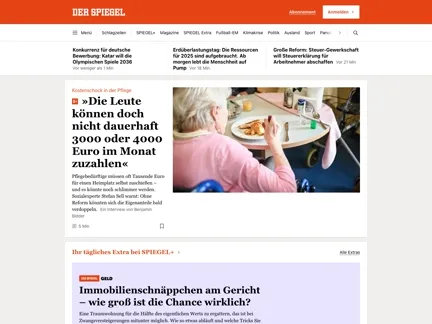 DER SPIEGEL
Abonnement
Anmelden
Menü
Schlagzeilen
SPIEGEL+
Magazine
SPIEGEL Extra
Fußball-EM
Klimakrise
Politik
Ausland
Sport
Konkurrenz für deutsche
Bewerbung: Katar will die
Olympischen Spiele 2036
Vor weniger als 1 Min
Erdüberlastungstag: Die Ressourcen
für 2025 sind aufgebraucht. Ab
morgen lebt die Menschheit auf
Pump Vor 18 Min
Große Reform: Steuer-Gewerkschaft
will Steuererklärung für
Arbeitnehmer abschaffen Vor 21 Min
Kostenschock in der Pflege
»Die Leute
können doch
nicht dauerhaft
3000 oder 4000
Euro im Monat
zuzahlen«
Pflegebedürftige müssen oft Tausende Euro
für einen Heimplatz selbst zuschießen –
und es könnte noch schlimmer werden.
Sozialexperte Stefan Sell warnt: Ohne
Reform könnten sich die Eigenanteile bald
verdoppeln. Ein Interview von Benjamin
5 Min
Ihr tägliches Extra bei SPIEGEL+
Alle Extras
DER SPIEGEL GELD
Immobilienschnäppchen am Gericht
– wie groß ist die Chance wirklich?
Eine Traumwohnung für die Hälfte des eigentlichen Wertes zu ergattern, das ist bei
Zwangsversteigerungen mitunter möglich. Wie so etwas abläuft und welche Tricks Sie